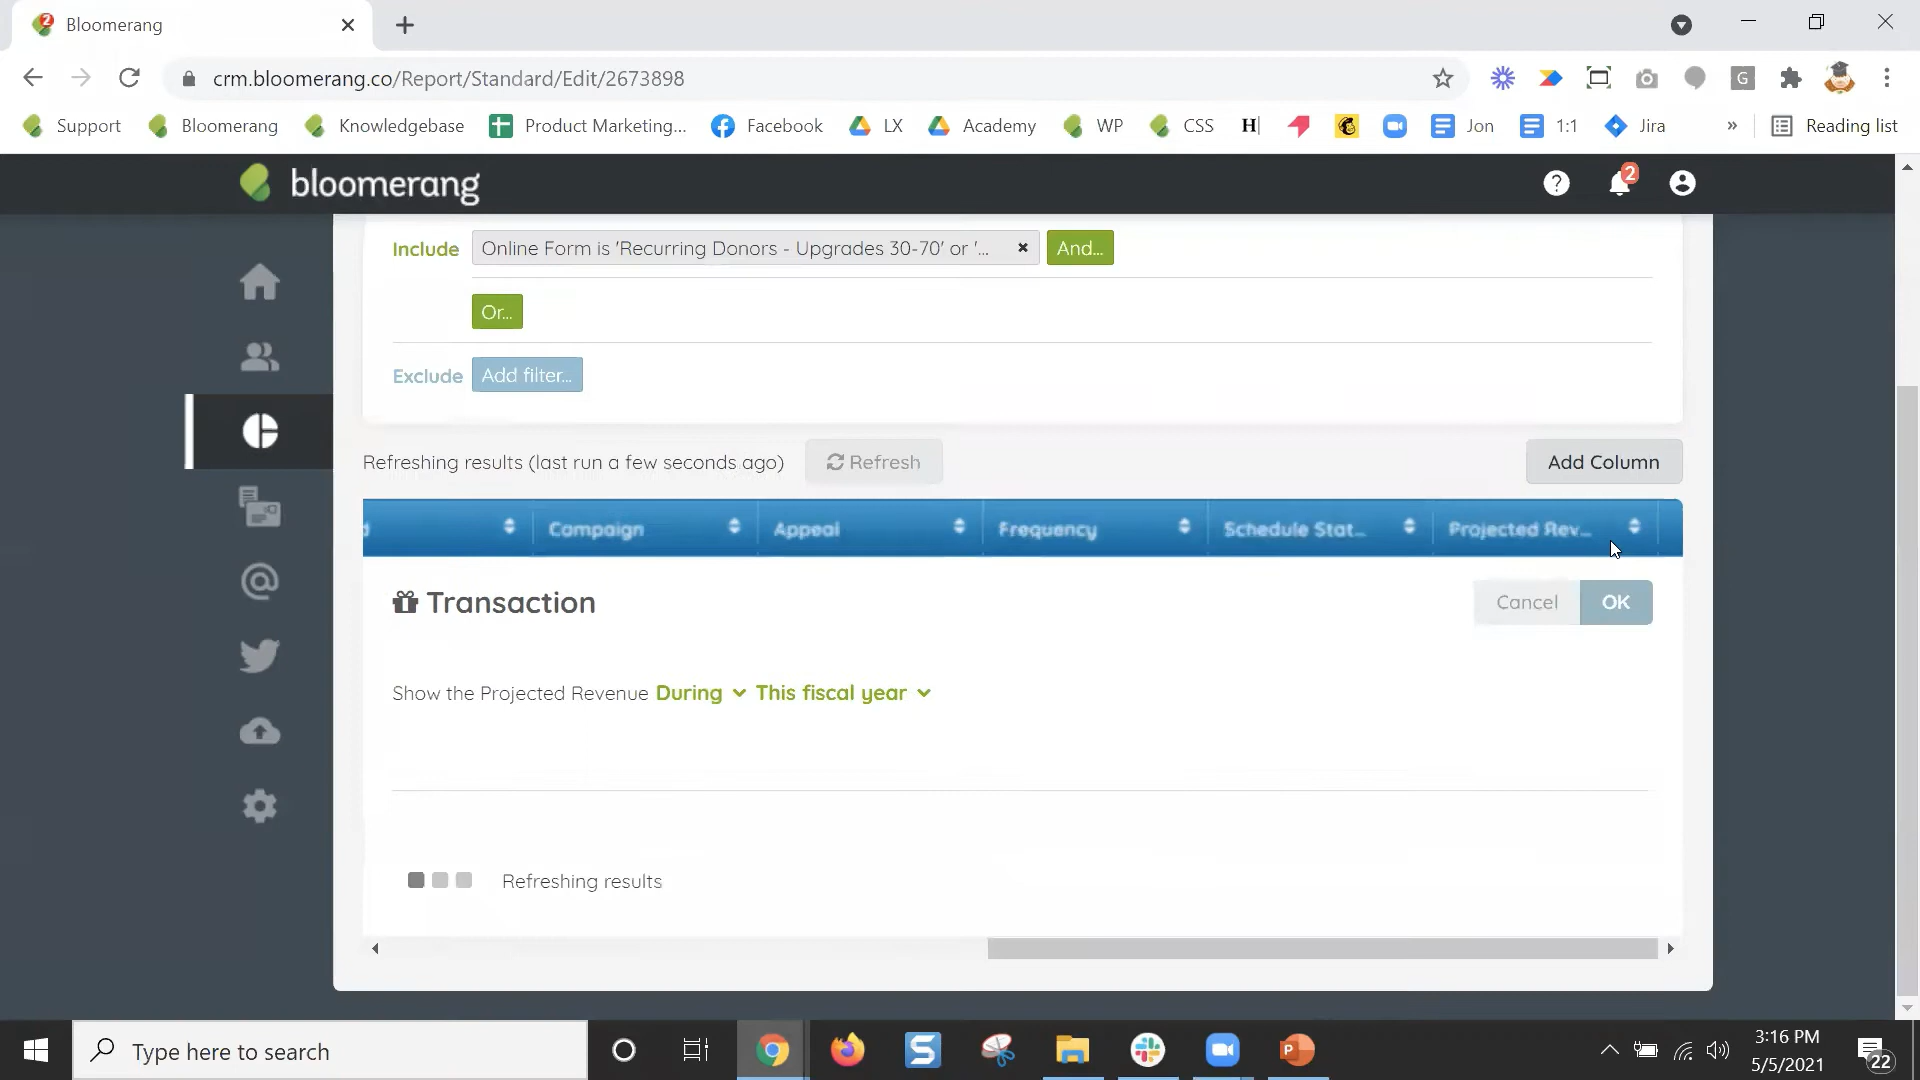 2
Bloomerang
crm.bloomerang.co/Report/Standard/Edit/2673898
G
Support
Bloomerang
Knowledgebase
Product Marketing...
Facebook
LX
Academy
WP
CSS
H
Jon
1:1
Jira
»
Reading list
bloomerang
?
2
Include
Online Form is 'Recurring Donors - Upgrades 30-70' or '...
And...
Or...
Exclude
Add filter...
Refreshing results (last run a few seconds ago)
Refresh
Add Column
d
Campaign
Appeal
Frequency
Schedule Stat...
Projected Rev...
Transaction
Cancel
OK
Show the Projected Revenue During This fiscal year
Refreshing results
Type here to search
S
P
3:16 PM
5/5/2021
22